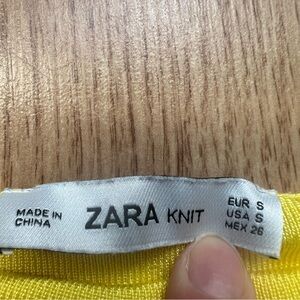 MADE IN
CHINA
ZARA KNIT
EUR S
USA S
MEX 26